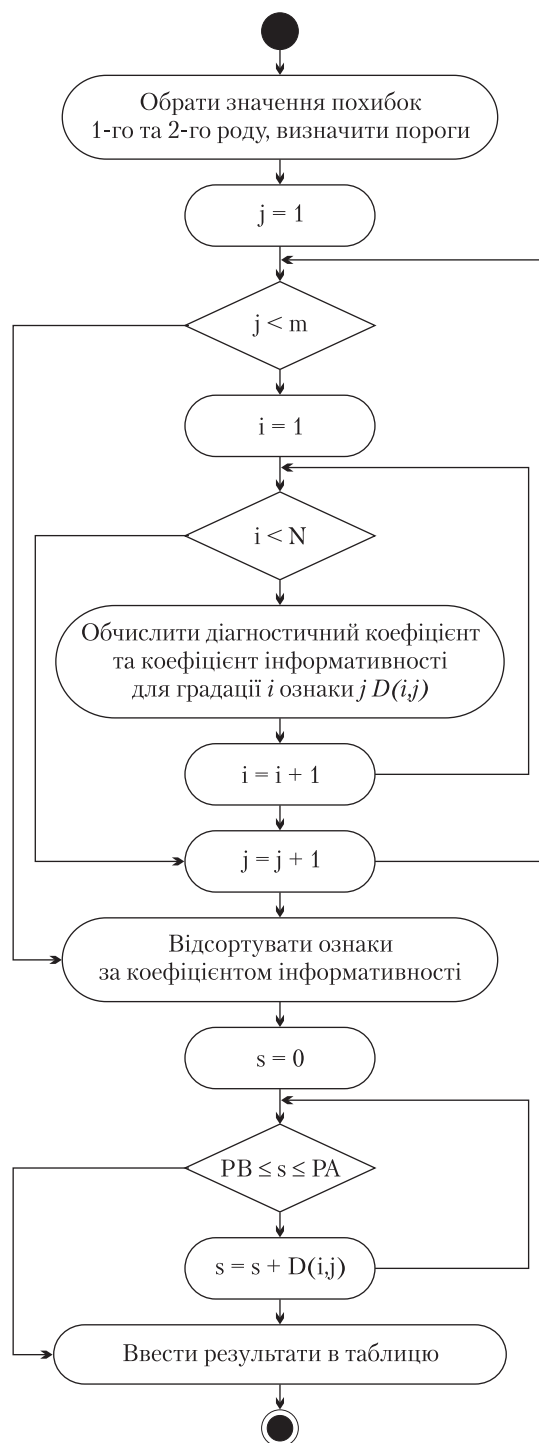 Обрати значення похибок
1-го та 2-го роду, визначити пороги
j = 1
j < m
i = 1
i < N
Обчислити діагностичний коефіцієнт
та коефіцієнт інформативності
для градації i ознаки j D(i,j)
i = i + 1
j = j + 1
Відсортувати ознаки
за коефіцієнтом інформативності
s = 0
PB ≤ s ≤ PA
s = s + D(i,j)
Ввести результати в таблицю